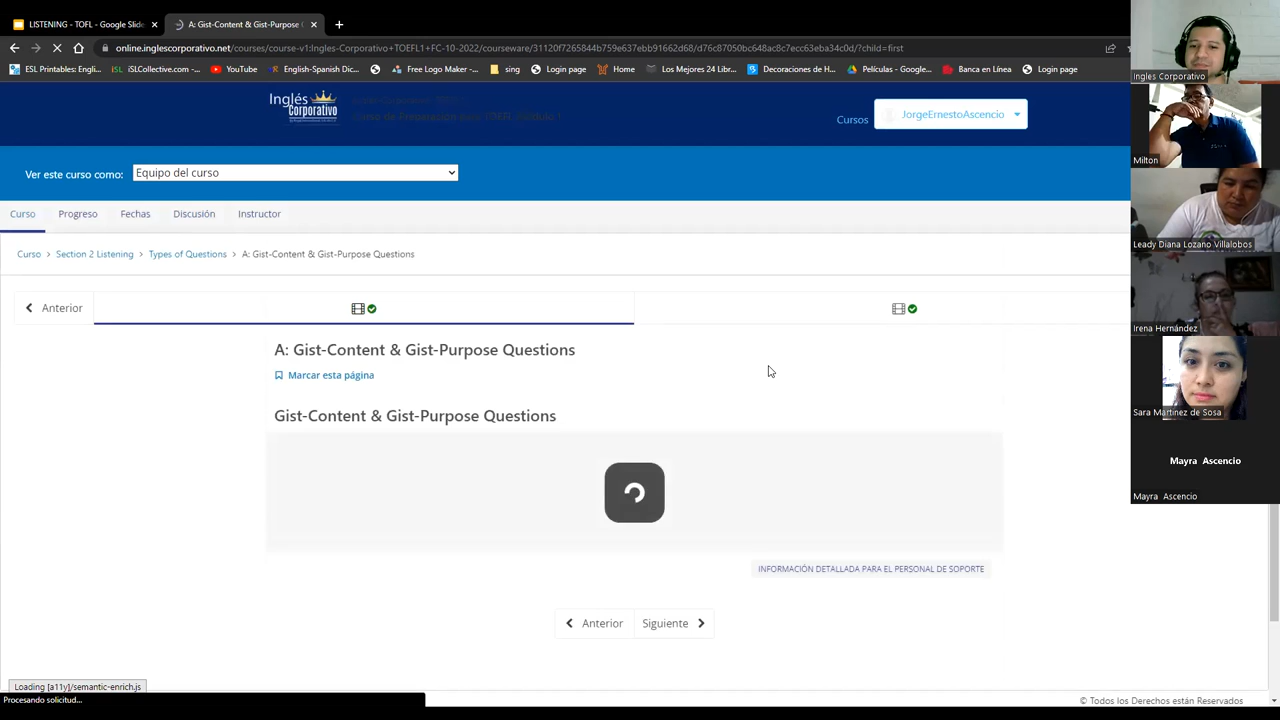 LISTENING - TOFL - Google Slide
A: Gist-Content & Gist-Purpose
online.inglescorporativo.net/courses/course-v1:Ingles-Corporativo+TOEFL1+FC-10-2022/courseware/31120f7265844b759e637ebb91662d68/d76c87050bc648ac8c7ecc63eba34c0d/?child=first
ESL Printables: Engl...
iSLCollective.com -...
YouTube
English-Spanish Dic...
Free Logo Maker -...
sing
Login page
Home
Los Mejores 24 Libr...
Decoraciones de H...
Películas - Google...
Banca en Línea
Login page
Inglés
Corporativo
Cursos
JorgeErnestoAscencio
Ver este curso como:
Equipo del curso
Curso
Progreso
Fechas
Discusión
Instructor
Curso > Section 2 Listening > Types of Questions > A: Gist-Content & Gist-Purpose Questions
Anterior
A: Gist-Content & Gist-Purpose Questions
Marcar esta página
Gist-Content & Gist-Purpose Questions
INFORMACIÓN DETALLADA PARA EL PERSONAL DE SOPORTE
Anterior
Siguiente
Loading [a11y]/semantic-enrich.js
Procesando solicitud...
© Todos los Derechos están Reservados
Ingles Corporativo
Milton
Leady Diana Lozano Villalobos
Irena Hernández
Sara Martinez de Sosa
Mayra Ascencio
Mayra Ascencio